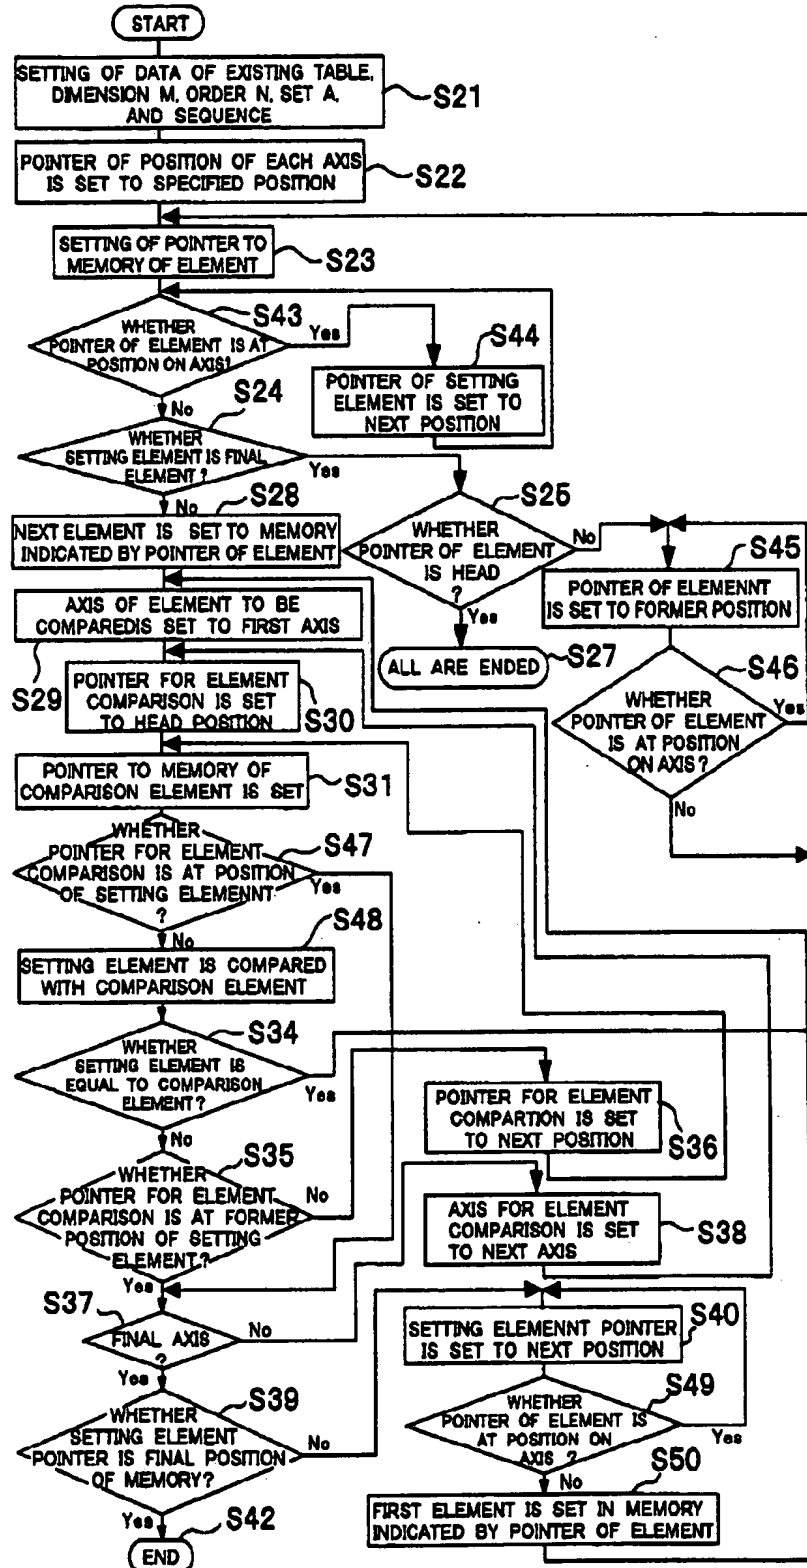 START
SETTING OF DATA OF EXISTING TABLE,
DIMENSION M, ORDER N, SET A,
AND SEQUENCE
S21
POINTER OF POSITION OF EACH AXIS
IS SET TO SPECIFIED POSITION
S22
SETTING OF POINTER TO
MEMORY OF ELEMENT
S23
WHETHER
POINTER OF ELEMENT IS AT
POSITION ON AXIS?
S43
Yes
No
POINTER OF SETTING
ELEMENT IS SET TO
NEXT POSITION
S44
WHETHER
SETTING ELEMENT IS FINAL
ELEMENT ?
S24
Yes
No
WHETHER
POINTER OF ELEMENT
IS HEAD
?
S25
No
Yes
ALL ARE ENDED
S27
POINTER OF ELEMENNT
IS SET TO FORMER POSITION
S45
WHETHER
POINTER OF ELEMENT
IS AT POSITION
ON AXIS ?
S46
Yes
No
NEXT ELEMENT IS SET TO MEMORY
INDICATED BY POINTER OF ELEMENT
S28
AXIS OF ELEMENT TO BE
COMPAREDIS SET TO FIRST AXIS
S29
POINTER FOR ELEMENT
COMPARISON IS SET
TO HEAD POSITION
S30
POINTER TO MEMORY OF
COMPARISON ELEMENT IS SET
S31
WHETHER
POINTER FOR ELEMENT
COMPARISON IS AT POSITION
OF SETTING ELEMENNT
?
S47
Yes
No
SETTING ELEMENT IS COMPARED
WITH COMPARISON ELEMENT
S48
WHETHER
SETTING ELEMENT IS
EQUAL TO COMPARISON
ELEMENT?
S34
Yes
No
WHETHER
POINTER FOR ELEMENT
COMPARISON IS AT FORMER
POSITION OF SETTING
ELEMENT?
S35
No
Yes
POINTER FOR ELEMENT
COMPARTION IS SET
TO NEXT POSITION
S36
AXIS FOR ELEMENT
COMPARISON IS SET
TO NEXT AXIS
S38
FINAL AXIS
?
S37
No
Yes
WHETHER
SETTING ELEMENT
POINTER IS FINAL POSITION
OF MEMORY?
S39
No
Yes
END
S42
SETTING ELEMENNT POINTER
IS SET TO NEXT POSITION
S40
WHETHER
POINTER OF ELEMENT IS
AT POSITION ON
AXIS ?
S49
Yes
No
FIRST ELEMENT IS SET IN MEMORY
INDICATED BY POINTER OF ELEMENT
S50